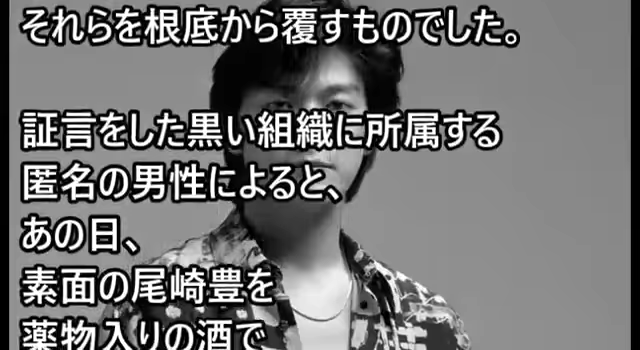 それらを根底から覆すものでした。
証言をした黒い組織に所属する
匿名の男性によると、
あの日、
素面の尾崎豊を
薬物入りの酒で